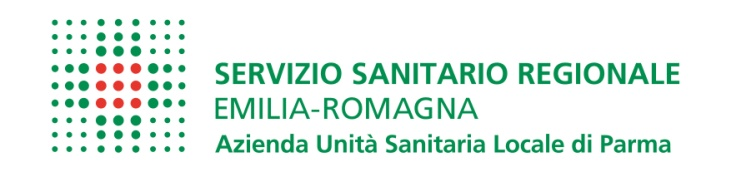 SERVIZIO SANITARIO REGIONALE
EMILIA-ROMAGNA
Azienda Unità Sanitaria Locale di Parma